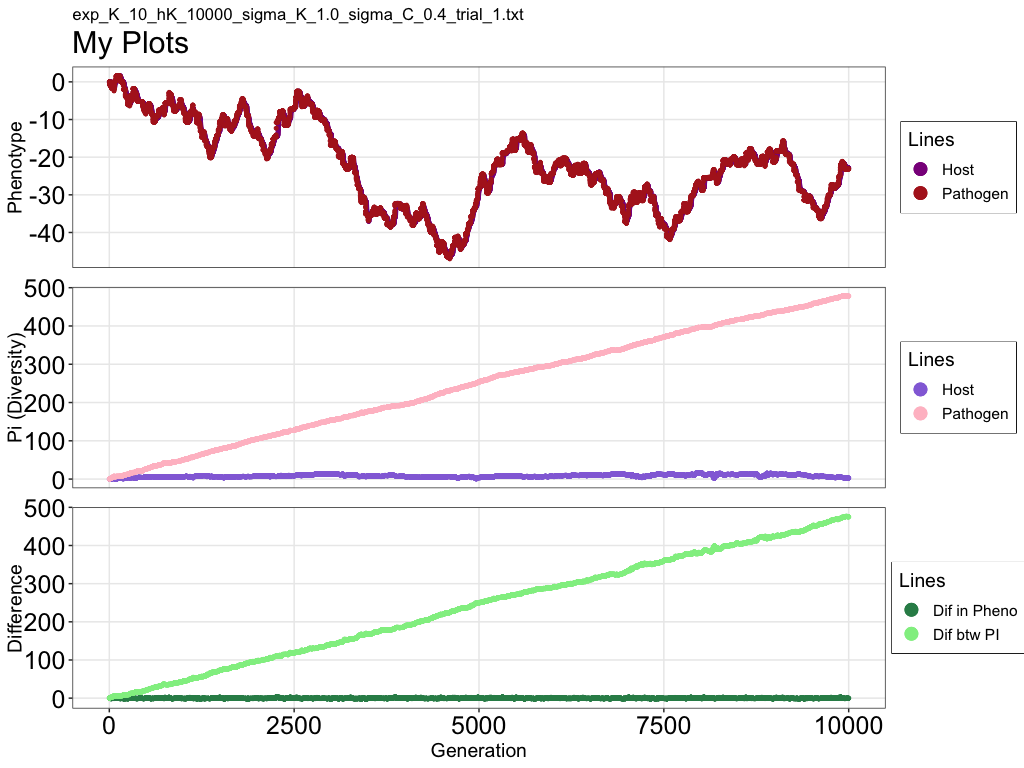 exp_K_10_hK_10000_sigma_K_1.0_sigma_C_0.4_trial_1.txt
My Plots
Phenotype
0
-10
-20
-30
-40
Lines
Host
Pathogen
Pi (Diversity)
500
400
300
200
100
0
Lines
Host
Pathogen
Difference
500
400
300
200
100
0
Lines
Dif in Pheno
Dif btw PI
0 2500 5000 7500 10000
Generation